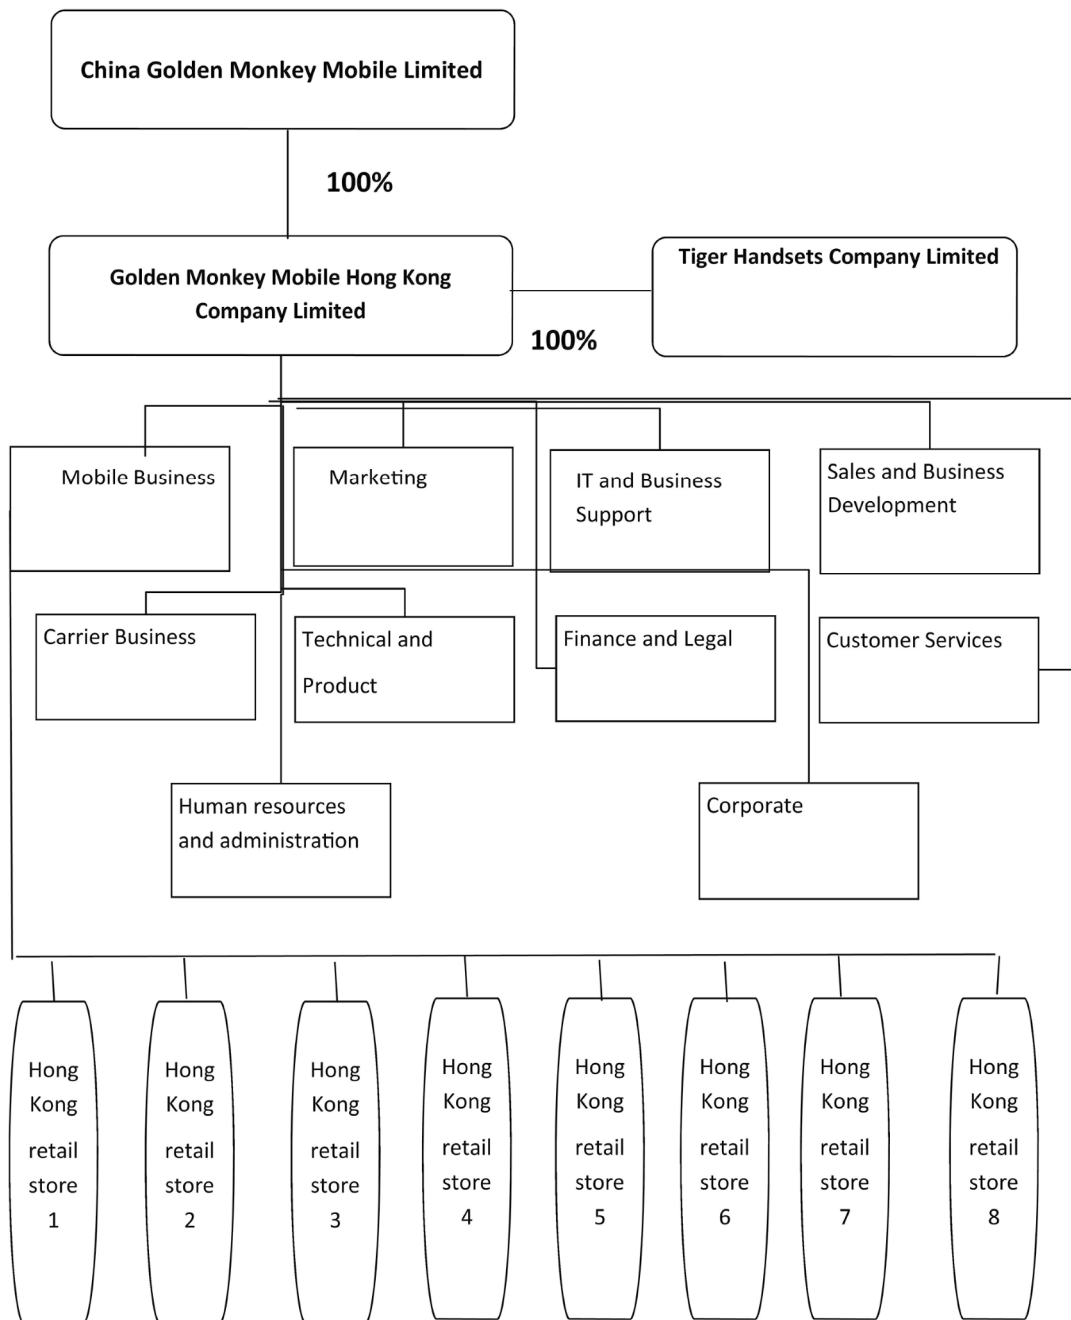 China Golden Monkey Mobile Limited
100%
Golden Monkey Mobile Hong Kong
Company Limited
Tiger Handsets Company Limited
100%
Mobile Business
Marketing
IT and Business
Support
Sales and Business
Development
Carrier Business
Technical and
Product
Finance and Legal
Customer Services
Human resources
and administration
Corporate
Hong
Kong
retail
store
1
Hong
Kong
retail
store
2
Hong
Kong
retail
store
3
Hong
Kong
retail
store
4
Hong
Kong
retail
store
5
Hong
Kong
retail
store
6
Hong
Kong
retail
store
7
Hong
Kong
retail
store
8